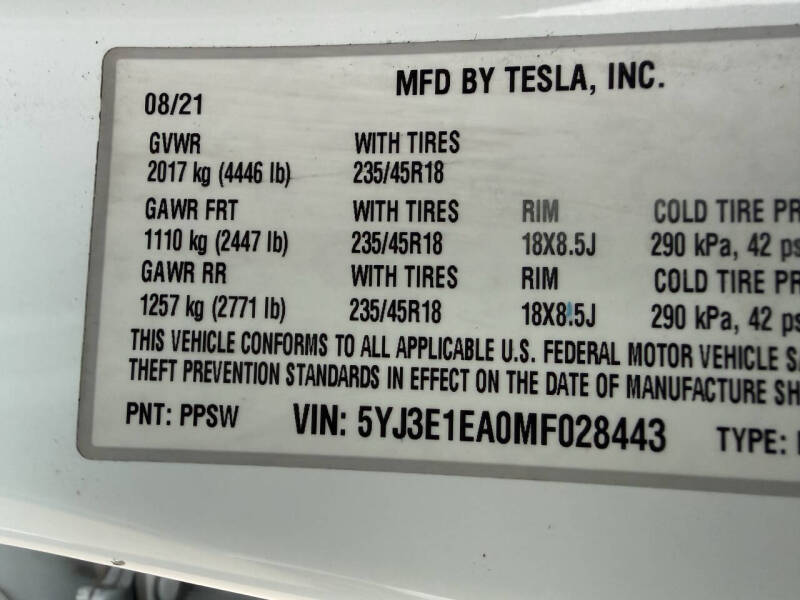 MFD BY TESLA, INC.
08/21
GVWR WITH TIRES
2017 kg (4446 lb) 235/45R18
GAWR FRT WITH TIRES RIM COLD TIRE PR
1110 kg (2447 lb) 235/45R18 18X8.5J 290 kPa, 42 ps
GAWR RR WITH TIRES RIM COLD TIRE PR
1257 kg (2771 lb) 235/45R18 18X8.5J 290 kPa, 42 ps
THIS VEHICLE CONFORMS TO ALL APPLICABLE U.S. FEDERAL MOTOR VEHICLE S
THEFT PREVENTION STANDARDS IN EFFECT ON THE DATE OF MANUFACTURE SH
PNT: PPSW VIN: 5YJ3E1EA0MF028443 TYPE: